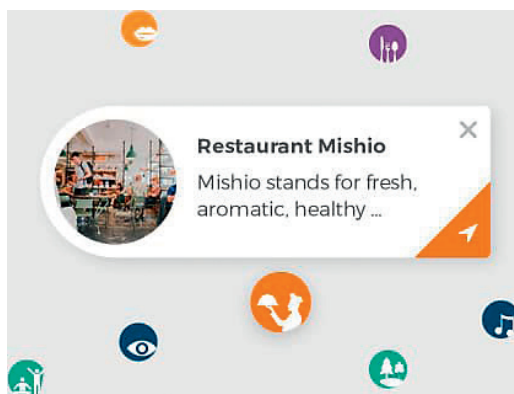 Restaurant Mishio
Mishio stands for fresh,
aromatic, healthy ...